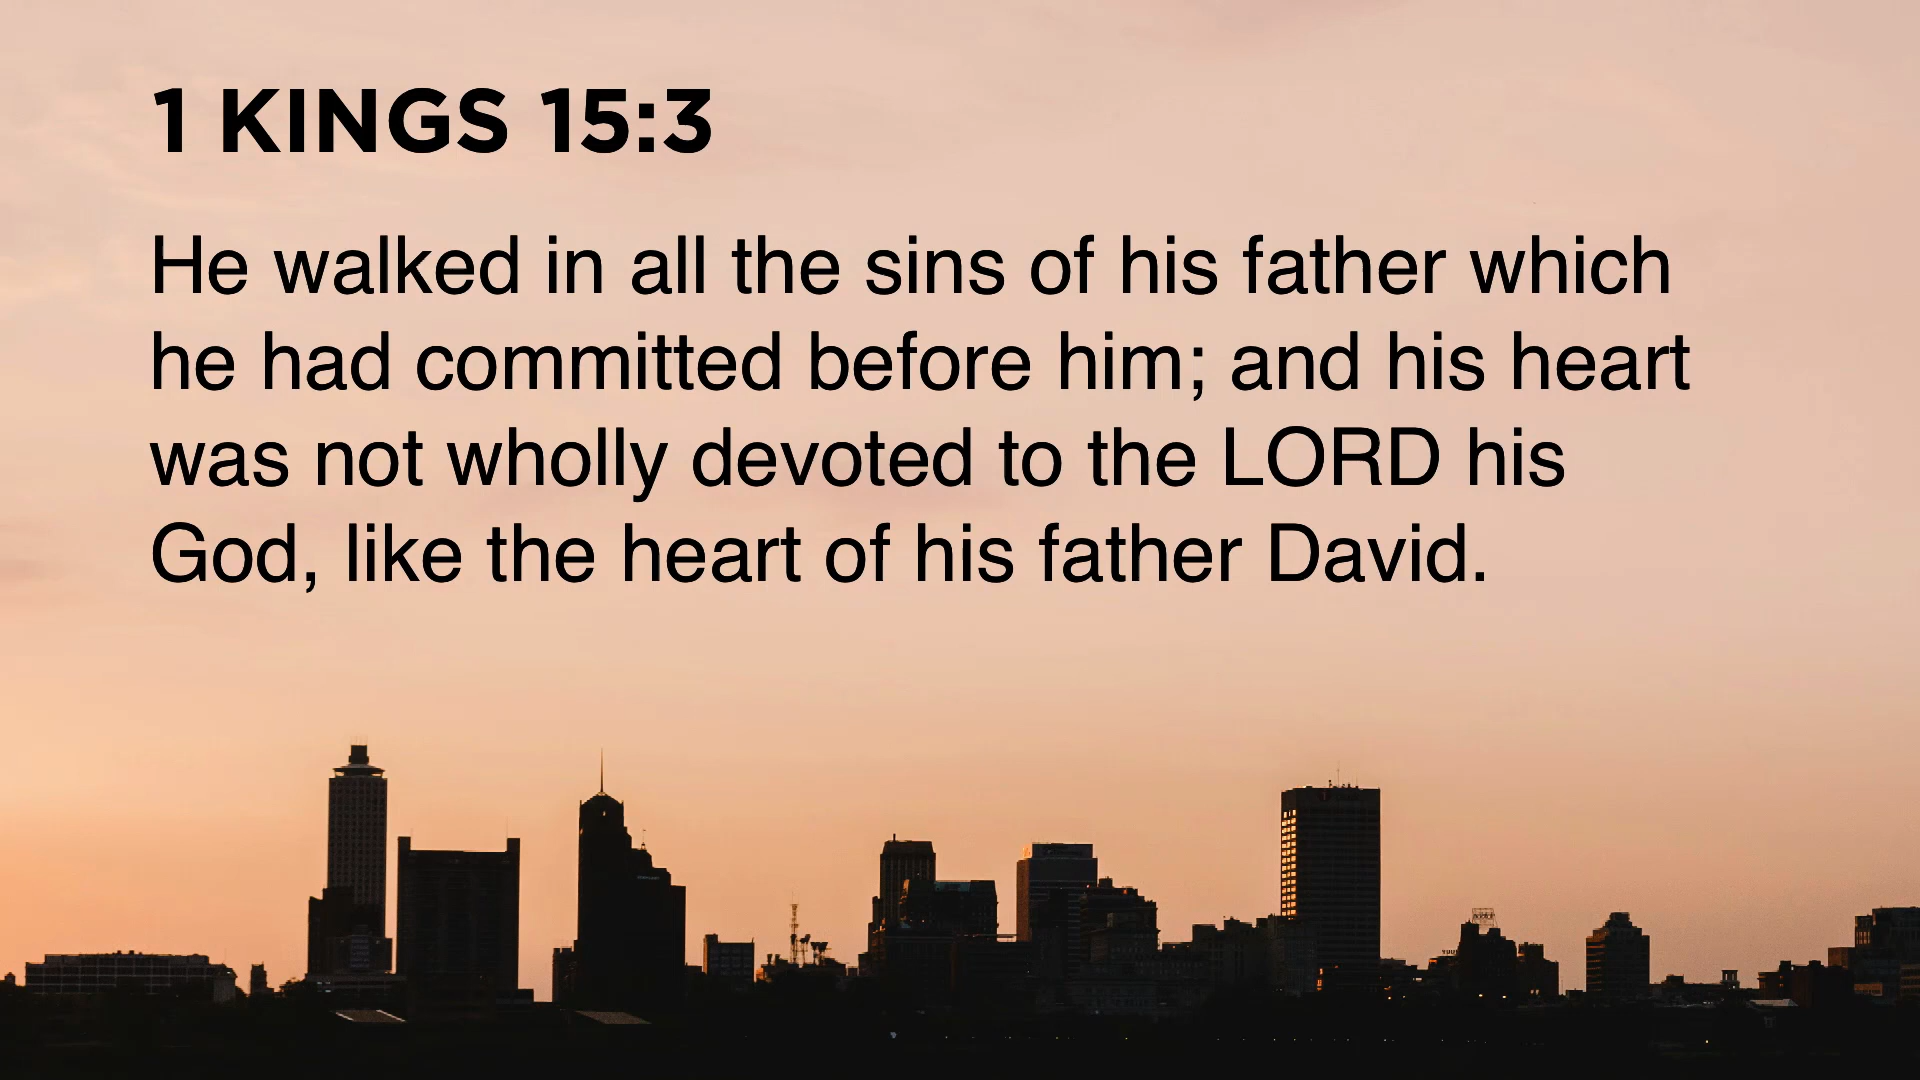 1 KINGS 15:3
He walked in all the sins of his father which
he had committed before him; and his heart
was not wholly devoted to the LORD his
God, like the heart of his father David.